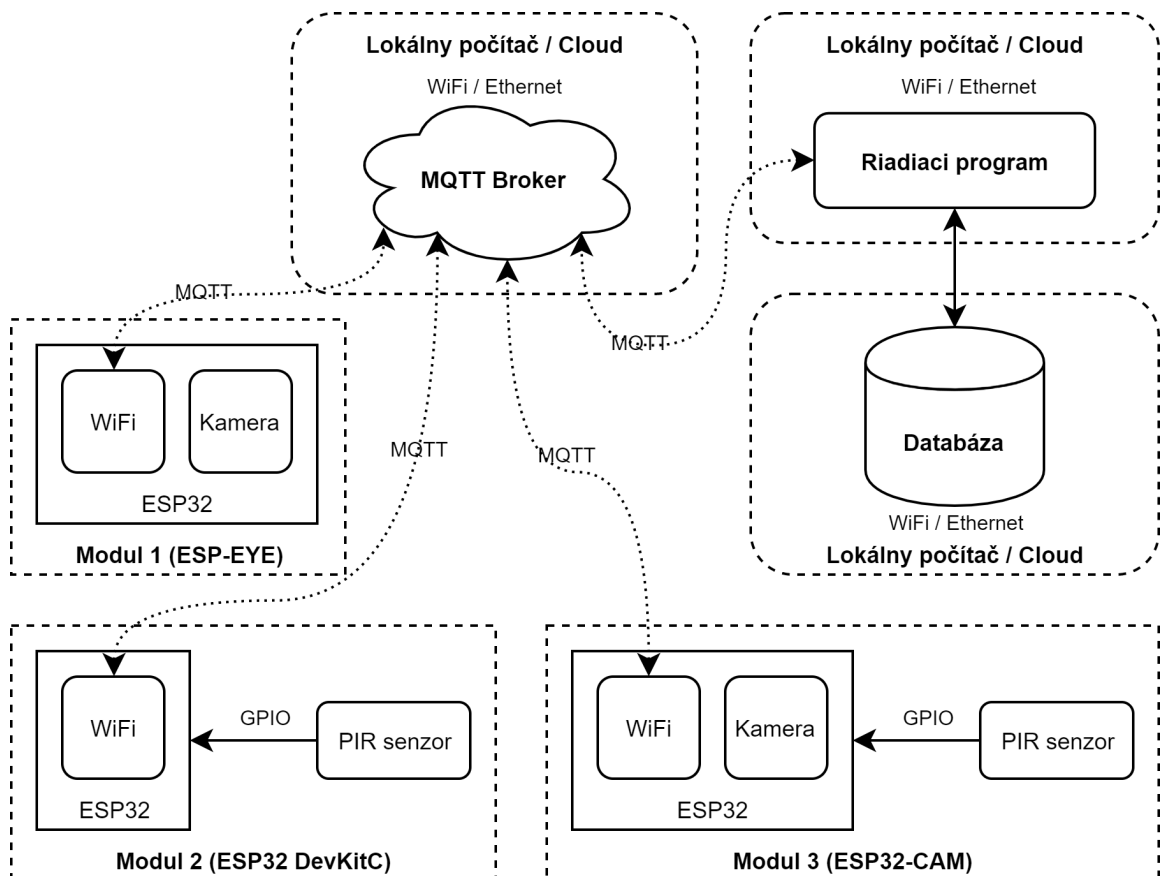 Lokálny počítač / Cloud
WiFi / Ethernet
MQTT Broker
Lokálny počítač / Cloud
WiFi / Ethernet
Riadiaci program
MQTT
MQTT
MQTT
MQTT
WiFi
Kamera
ESP32
Modul 1 (ESP-EYE)
Databáza
WiFi / Ethernet
Lokálny počítač / Cloud
WiFi
ESP32
GPIO
PIR senzor
Modul 2 (ESP32 DevKitC)
WiFi
Kamera
ESP32
GPIO
PIR senzor
Modul 3 (ESP32-CAM)